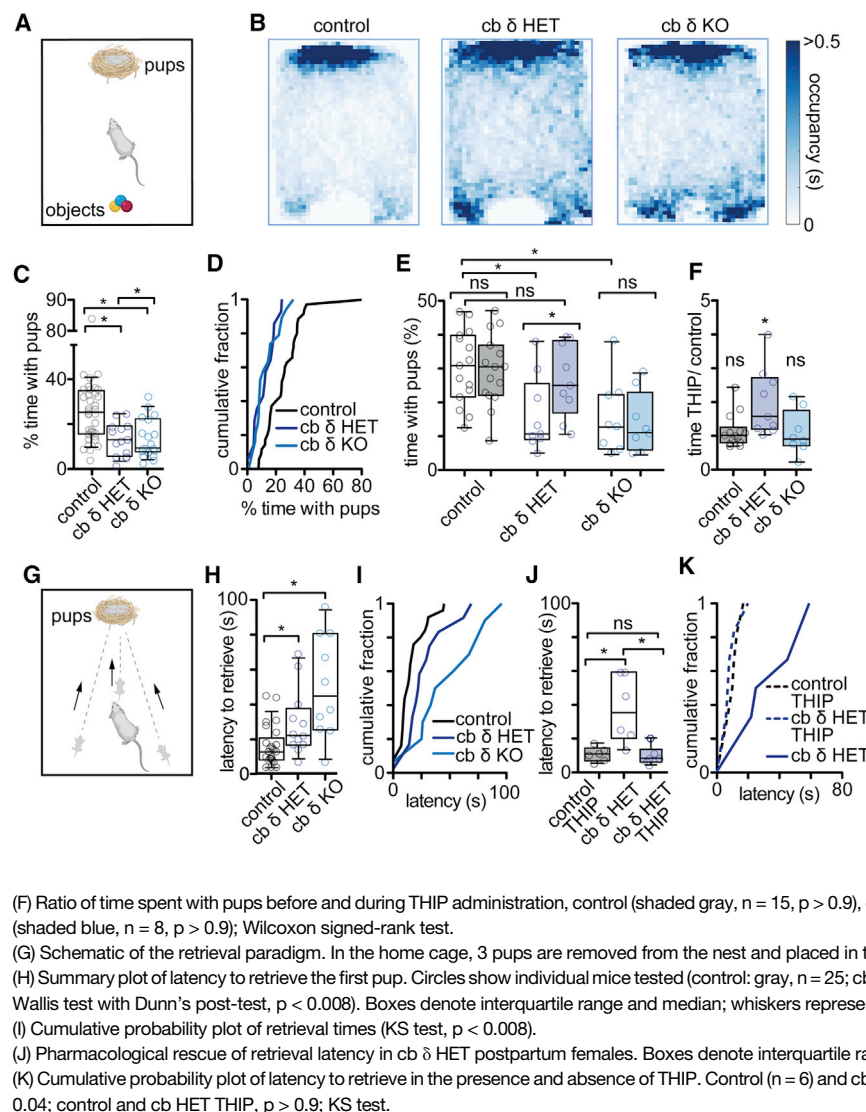 A
pups
objects
B
control
cb δ HET
cb δ KO
>0.5
occupancy (s)
0
C
% time with pups
90
80
40
0
*
*
*
control
cb δ HET
cb δ KO
D
cumulative fraction
1
0
0 20 40 60 80
% time with pups
control
cb δ HET
cb δ KO
E
time with pups (%)
50
0
*
*
ns
ns
ns
*
control
cb δ HET
cb δ KO
F
time THIP/ control
5
0
ns
*
ns
control
cb δ HET
cb δ KO
G
pups
H
latency to retrieve (s)
100
0
*
*
control
cb δ HET
cb δ KO
I
cumulative fraction
1
0
0
100
latency (s)
control
cb δ HET
cb δ KO
J
latency to retrieve (s)
100
0
ns
*
*
control
THIP
cb δ HET
cb δ HET
THIP
K
cumulative fraction
1
0
0
80
latency (s)
control
THIP
cb δ HET
THIP
cb δ HET
(F) Ratio of time spent with pups before and during THIP administration, control (shaded gray, n = 15, p > 0.9),
(shaded blue, n = 8, p > 0.9); Wilcoxon signed-rank test.
(G) Schematic of the retrieval paradigm. In the home cage, 3 pups are removed from the nest and placed in
(H) Summary plot of latency to retrieve the first pup. Circles show individual mice tested (control: gray, n = 25;
Wallis test with Dunn's post-test, p < 0.008). Boxes denote interquartile range and median; whiskers
(I) Cumulative probability plot of retrieval times (KS test, p < 0.008).
(J) Pharmacological rescue of retrieval latency in cb δ HET postpartum females. Boxes denote interquartile
(K) Cumulative probability plot of latency to retrieve in the presence and absence of THIP. Control (n = 6) and
0.04; control and cb HET THIP, p > 0.9; KS test.